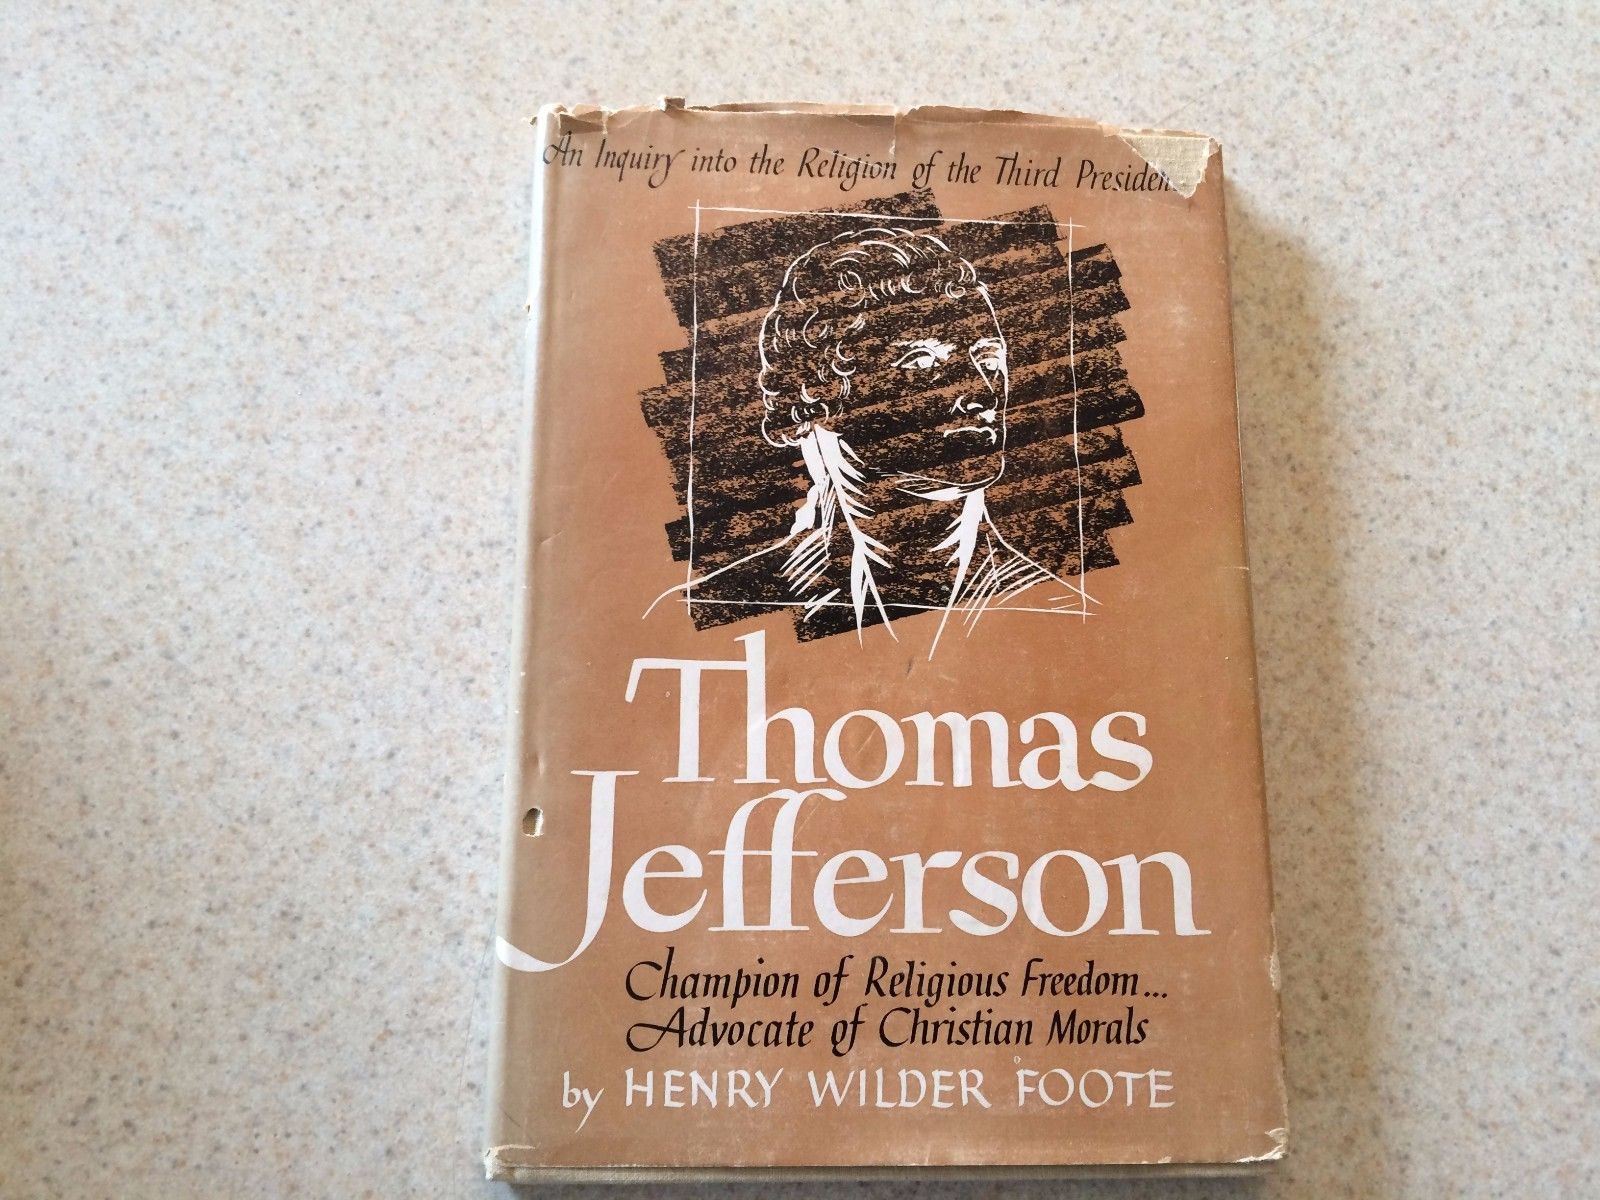 An Inquiry into the Religion of the Third President
Thomas
Jefferson
Champion of Religious Freedom...
Advocate of Christian Morals
by HENRY WILDER FOOTE